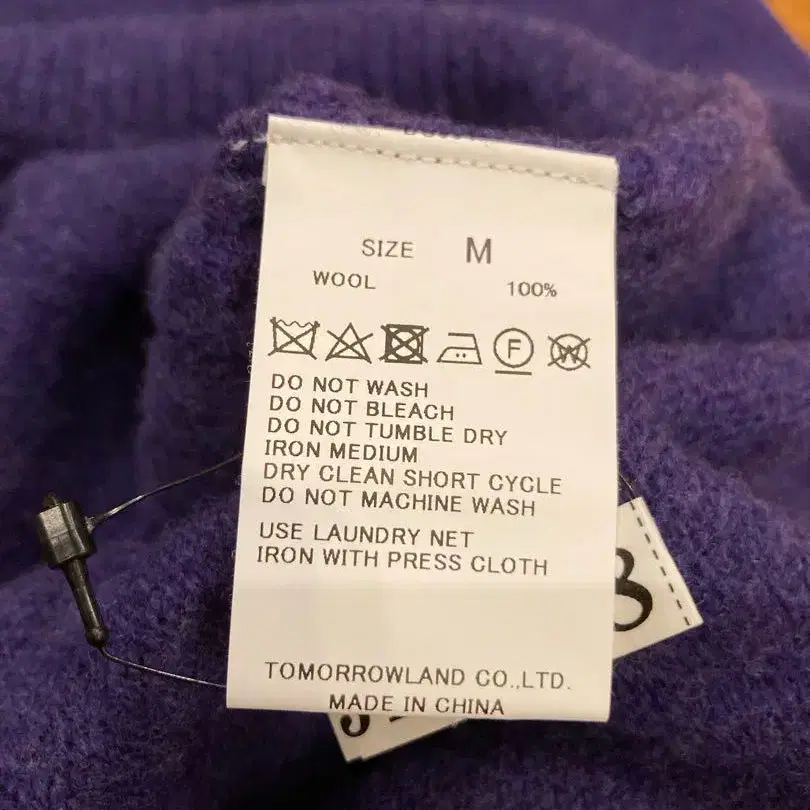 SIZE M
WOOL 100%
F W
DO NOT WASH
DO NOT BLEACH
DO NOT TUMBLE DRY
IRON MEDIUM
DRY CLEAN SHORT CYCLE
DO NOT MACHINE WASH
USE LAUNDRY NET
IRON WITH PRESS CLOTH
TOMORROWLAND CO.,LTD.
MADE IN CHINA